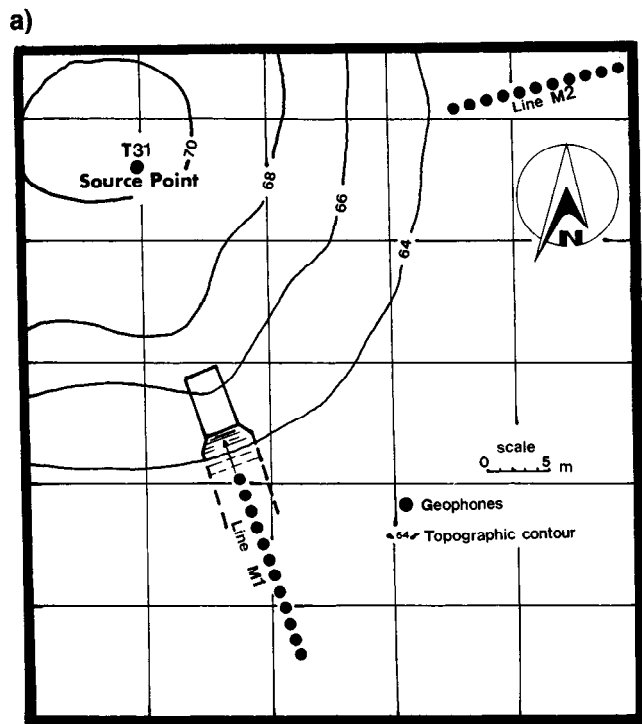 a)
Line M2
T31
Source Point
-70
68
66
64
N
scale
0 5 m
Geophones
64 Topographic contour
Line M1